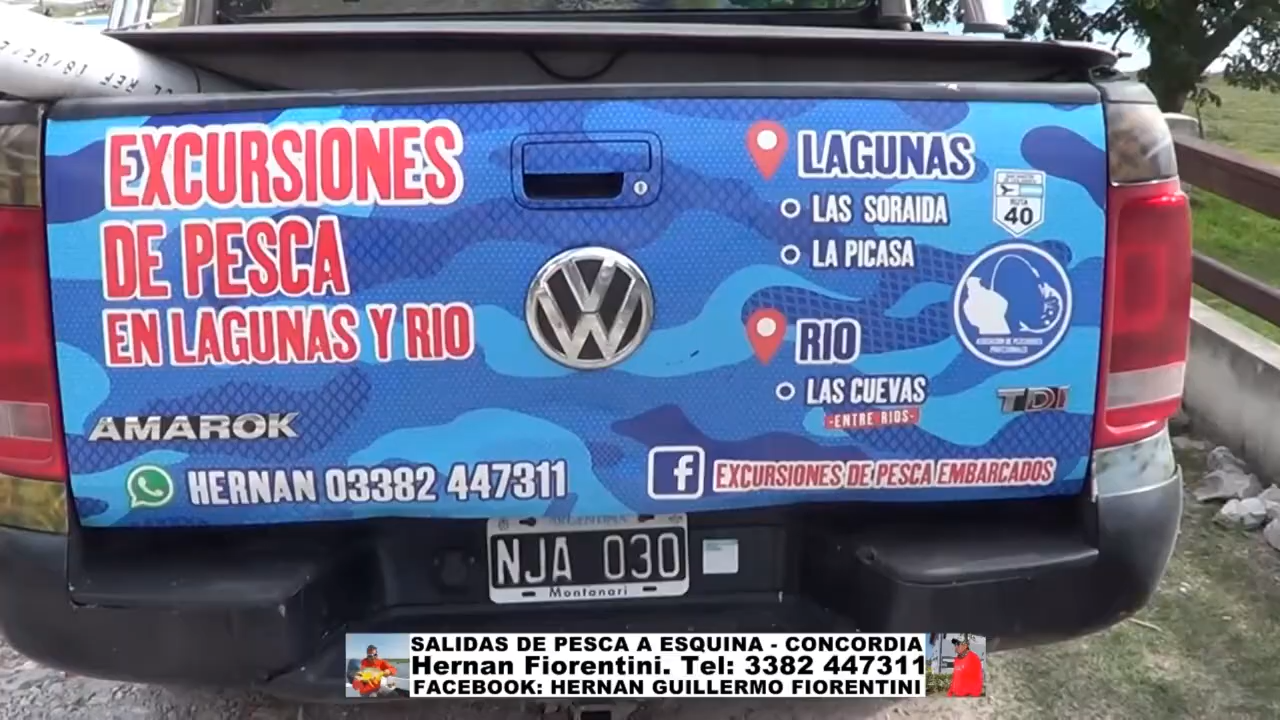 EXCURSIONES
DE PESCA
EN LAGUNAS Y RIO
LAGUNAS
LAS SORAIDA
LA PICASA
RUTA
40
RIO
LAS CUEVAS
-ENTRE RIOS-
AMAROK
TDI
HERNAN 03382 447311
EXCURSIONES DE PESCA EMBARCADOS
ARGENTINA
NJA 030
Montanari
SALIDAS DE PESCA A ESQUINA - CONCORDIA
Hernan Fiorentini. Tel: 3382 447311
FACEBOOK: HERNAN GUILLERMO FIORENTINI